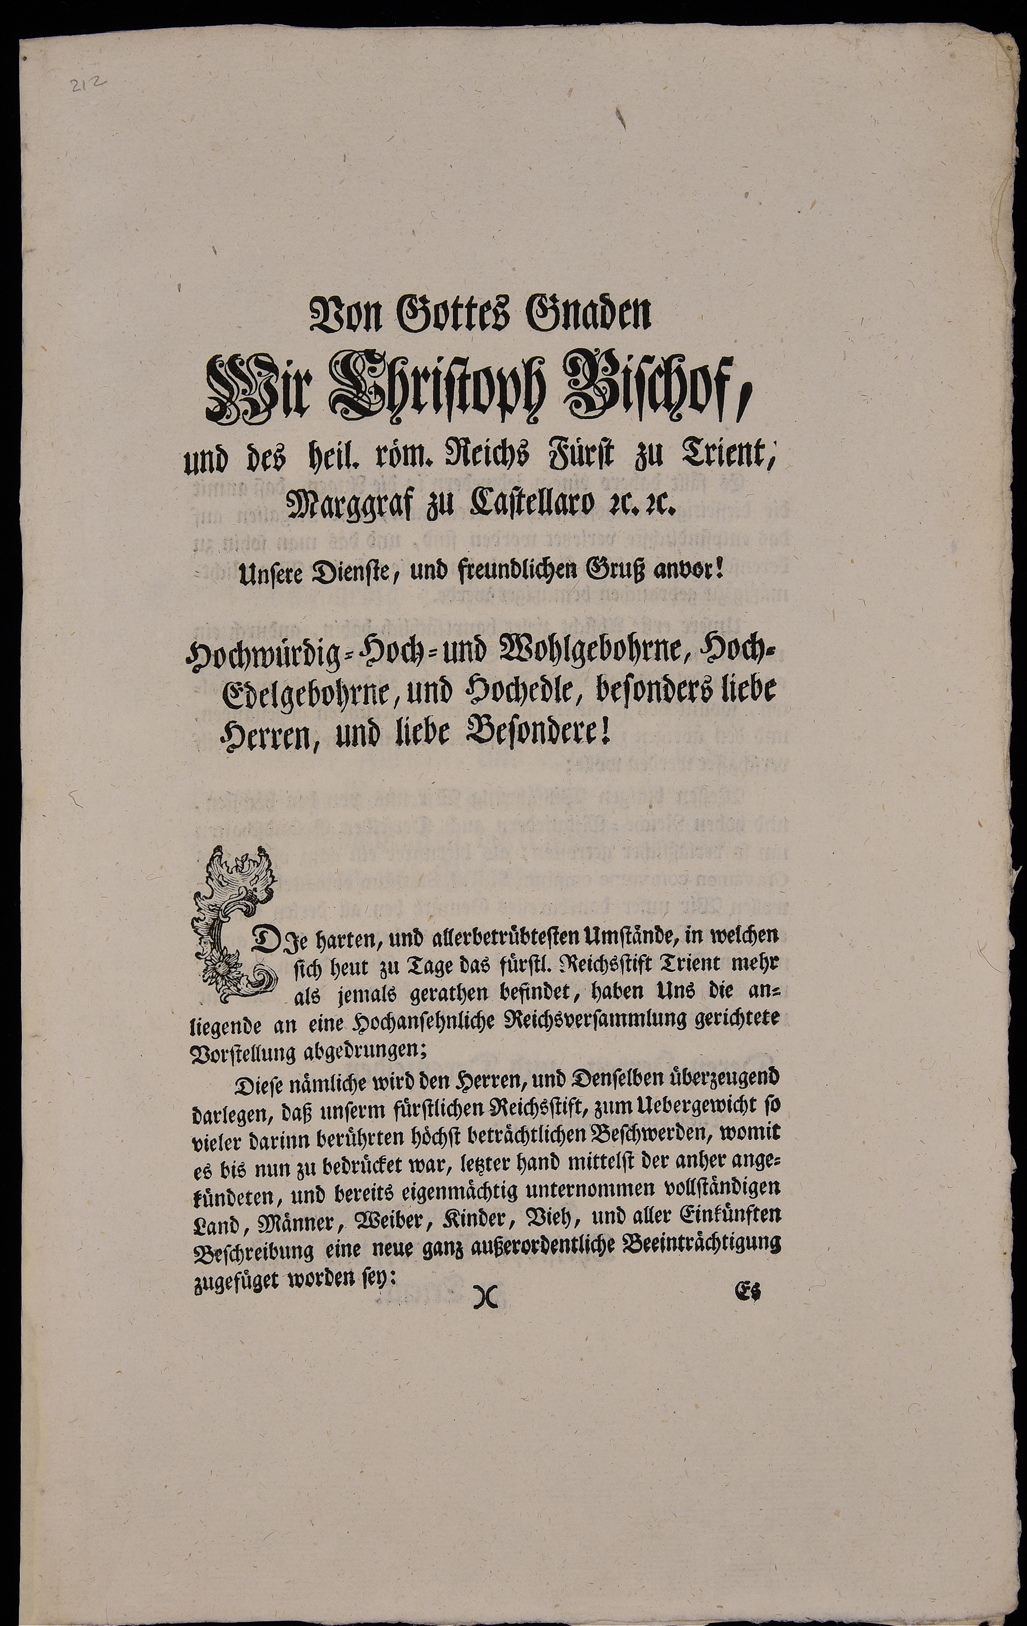 212
Von Gottes Gnaden
Wir Christoph Bischof,
und des heil. röm. Reichs Fürst zu Trient,
Marggraf zu Castellaro ꝛc. ꝛc.
Unsere Dienste, und freundlichen Gruß anvor!
Hochwürdig-Hoch-und Wohlgebohrne, Hoch-
Edelgebohrne, und Hochedle, besonders liebe
Herren, und liebe Besondere!
DJe harten, und allerbetrübtesten Umstände, in welchen
sich heut zu Tage das fürstl. Reichsstift Trient mehr
als jemals gerathen befindet, haben Uns die an-
liegende an eine Hochansehnliche Reichsversammlung gerichtete
Vorstellung abgedrungen;
Diese nämliche wird den Herren, und Denselben überzeugend
darlegen, daß unserm fürstlichen Reichsstift, zum Uebergewicht so
vieler darinn berührten höchst beträchtlichen Beschwerden, womit
es bis nun zu bedrücket war, letzter hand mittelst der anher ange-
kündeten, und bereits eigenmächtig unternommen vollständigen
Land, Männer, Weiber, Kinder, Vieh, und aller Einkünften
Beschreibung eine neue ganz außerordentliche Beeinträchtigung
zugefüget worden sey:
)( Es